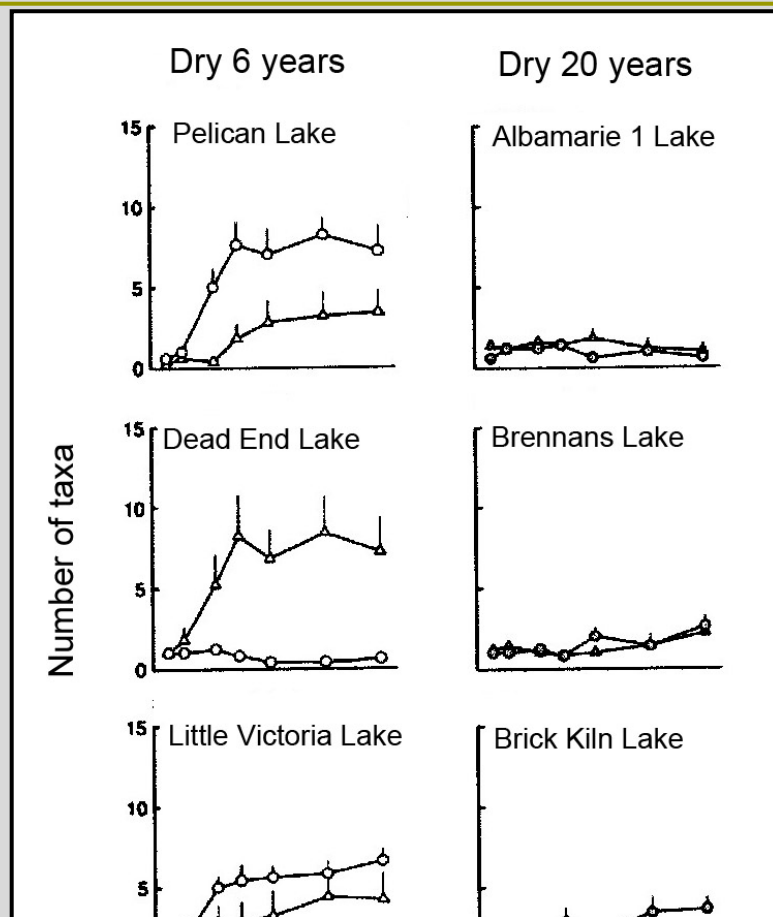 Dry 6 years
Dry 20 years
15
Pelican Lake
Albamarie 1 Lake
10
5
0
15
Dead End Lake
Brennans Lake
10
5
0
Number of taxa
15
Little Victoria Lake
Brick Kiln Lake
10
5